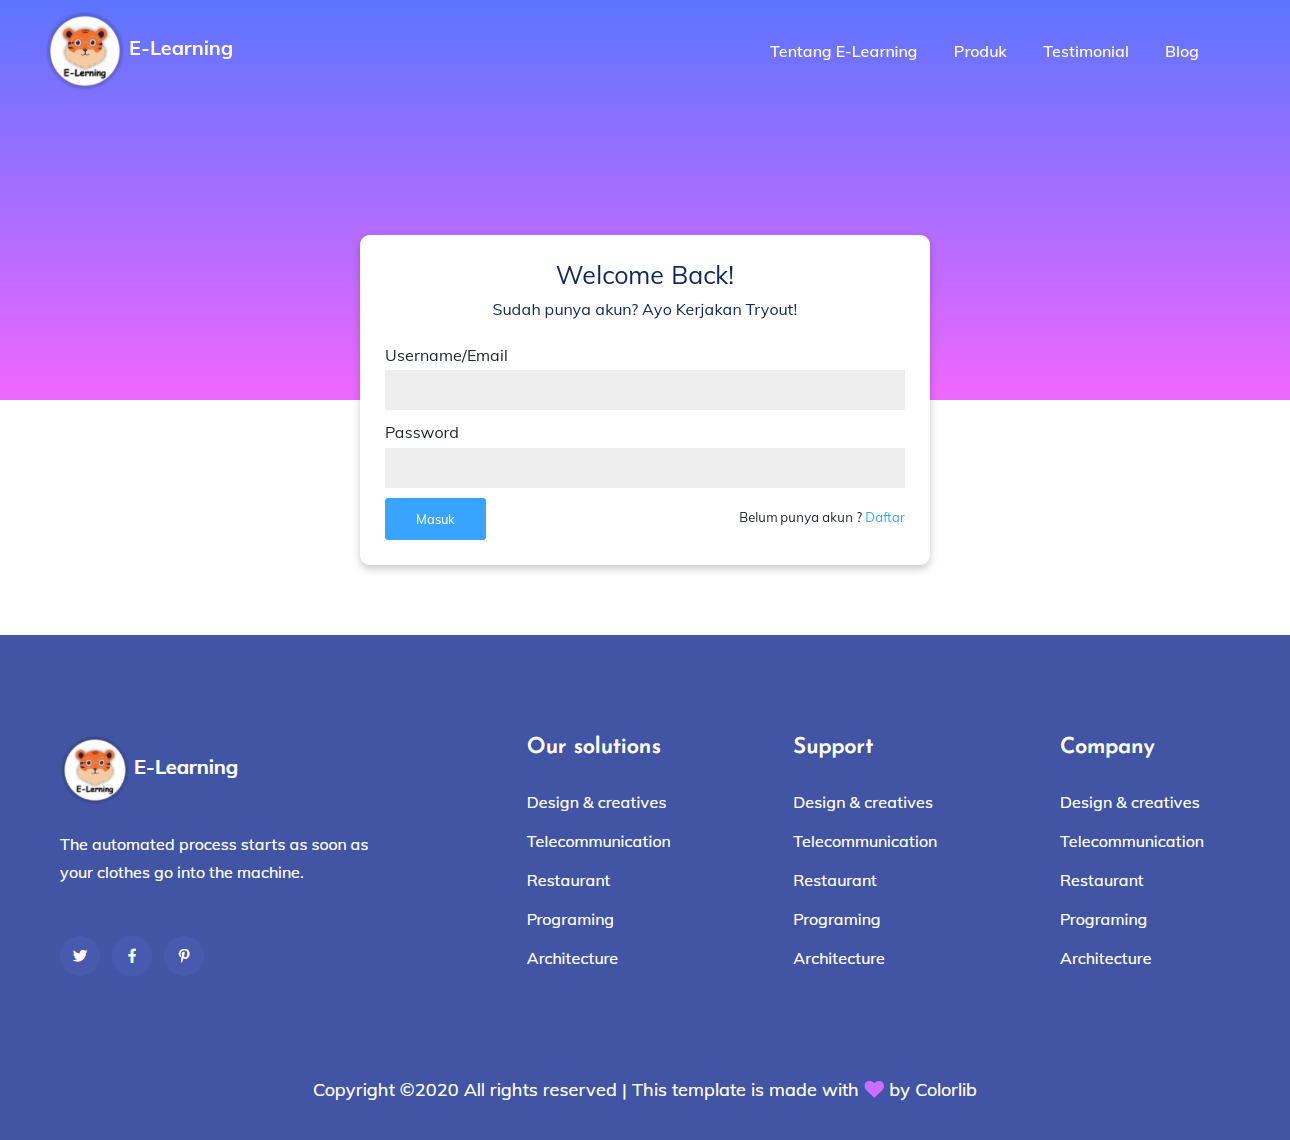 E-Lerning
E-Learning
Tentang E-Learning
Produk
Testimonial
Blog
Welcome Back!
Sudah punya akun? Ayo Kerjakan Tryout!
Username/Email
Password
Masuk
Belum punya akun ? Daftar
E-Lerning
E-Learning
The automated process starts as soon as
your clothes go into the machine.
Our solutions
Design & creatives
Telecommunication
Restaurant
Programing
Architecture
Support
Design & creatives
Telecommunication
Restaurant
Programing
Architecture
Company
Design & creatives
Telecommunication
Restaurant
Programing
Architecture
Copyright ©2020 All rights reserved | This template is made with by Colorlib